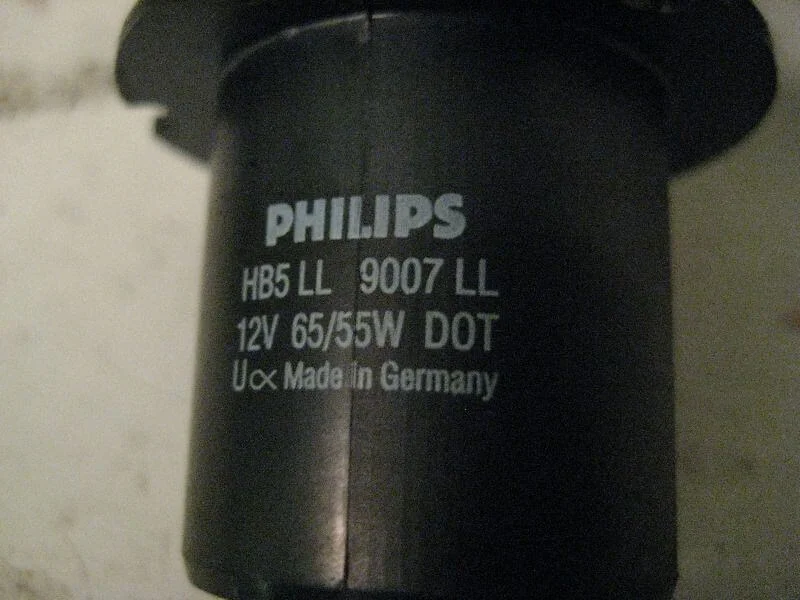 PHILIPS
HB5 LL 9007 LL
12V 65/55W DOT
U∝ Made in Germany